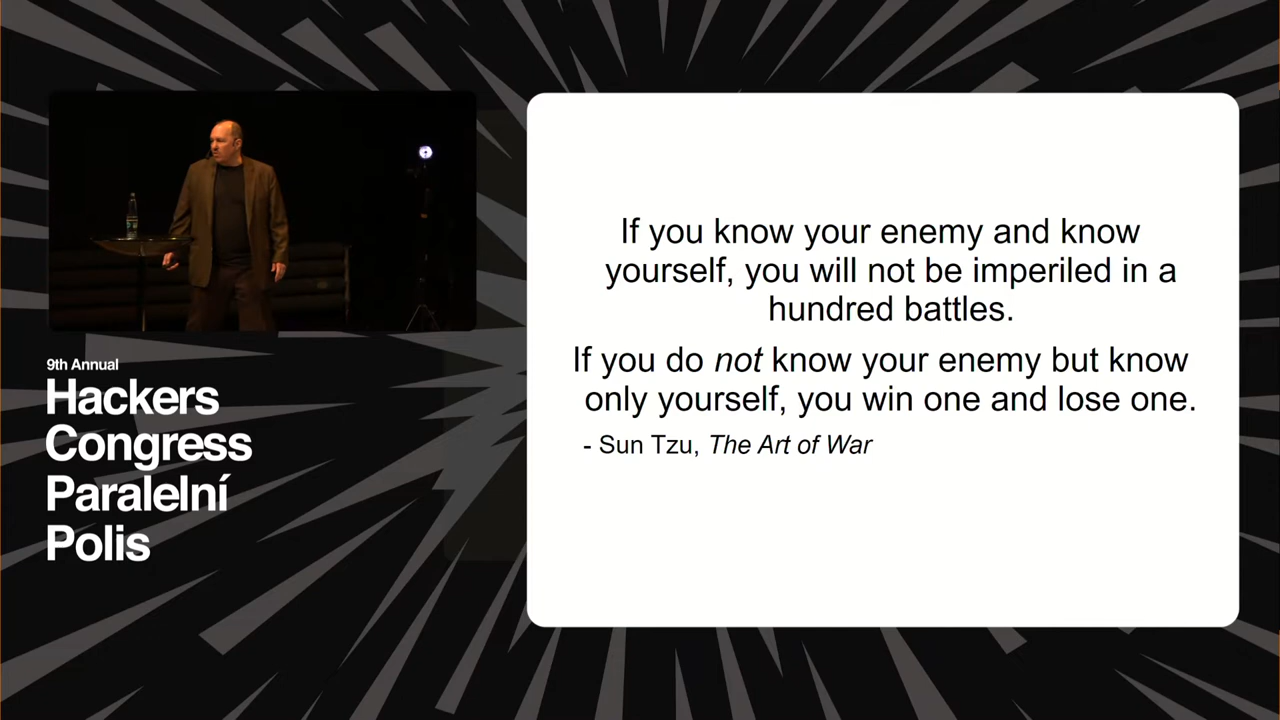 9th Annual
Hackers
Congress
Paralelní
Polis
If you know your enemy and know
yourself, you will not be imperiled in a
hundred battles.
If you do not know your enemy but know
only yourself, you win one and lose one.
- Sun Tzu, The Art of War